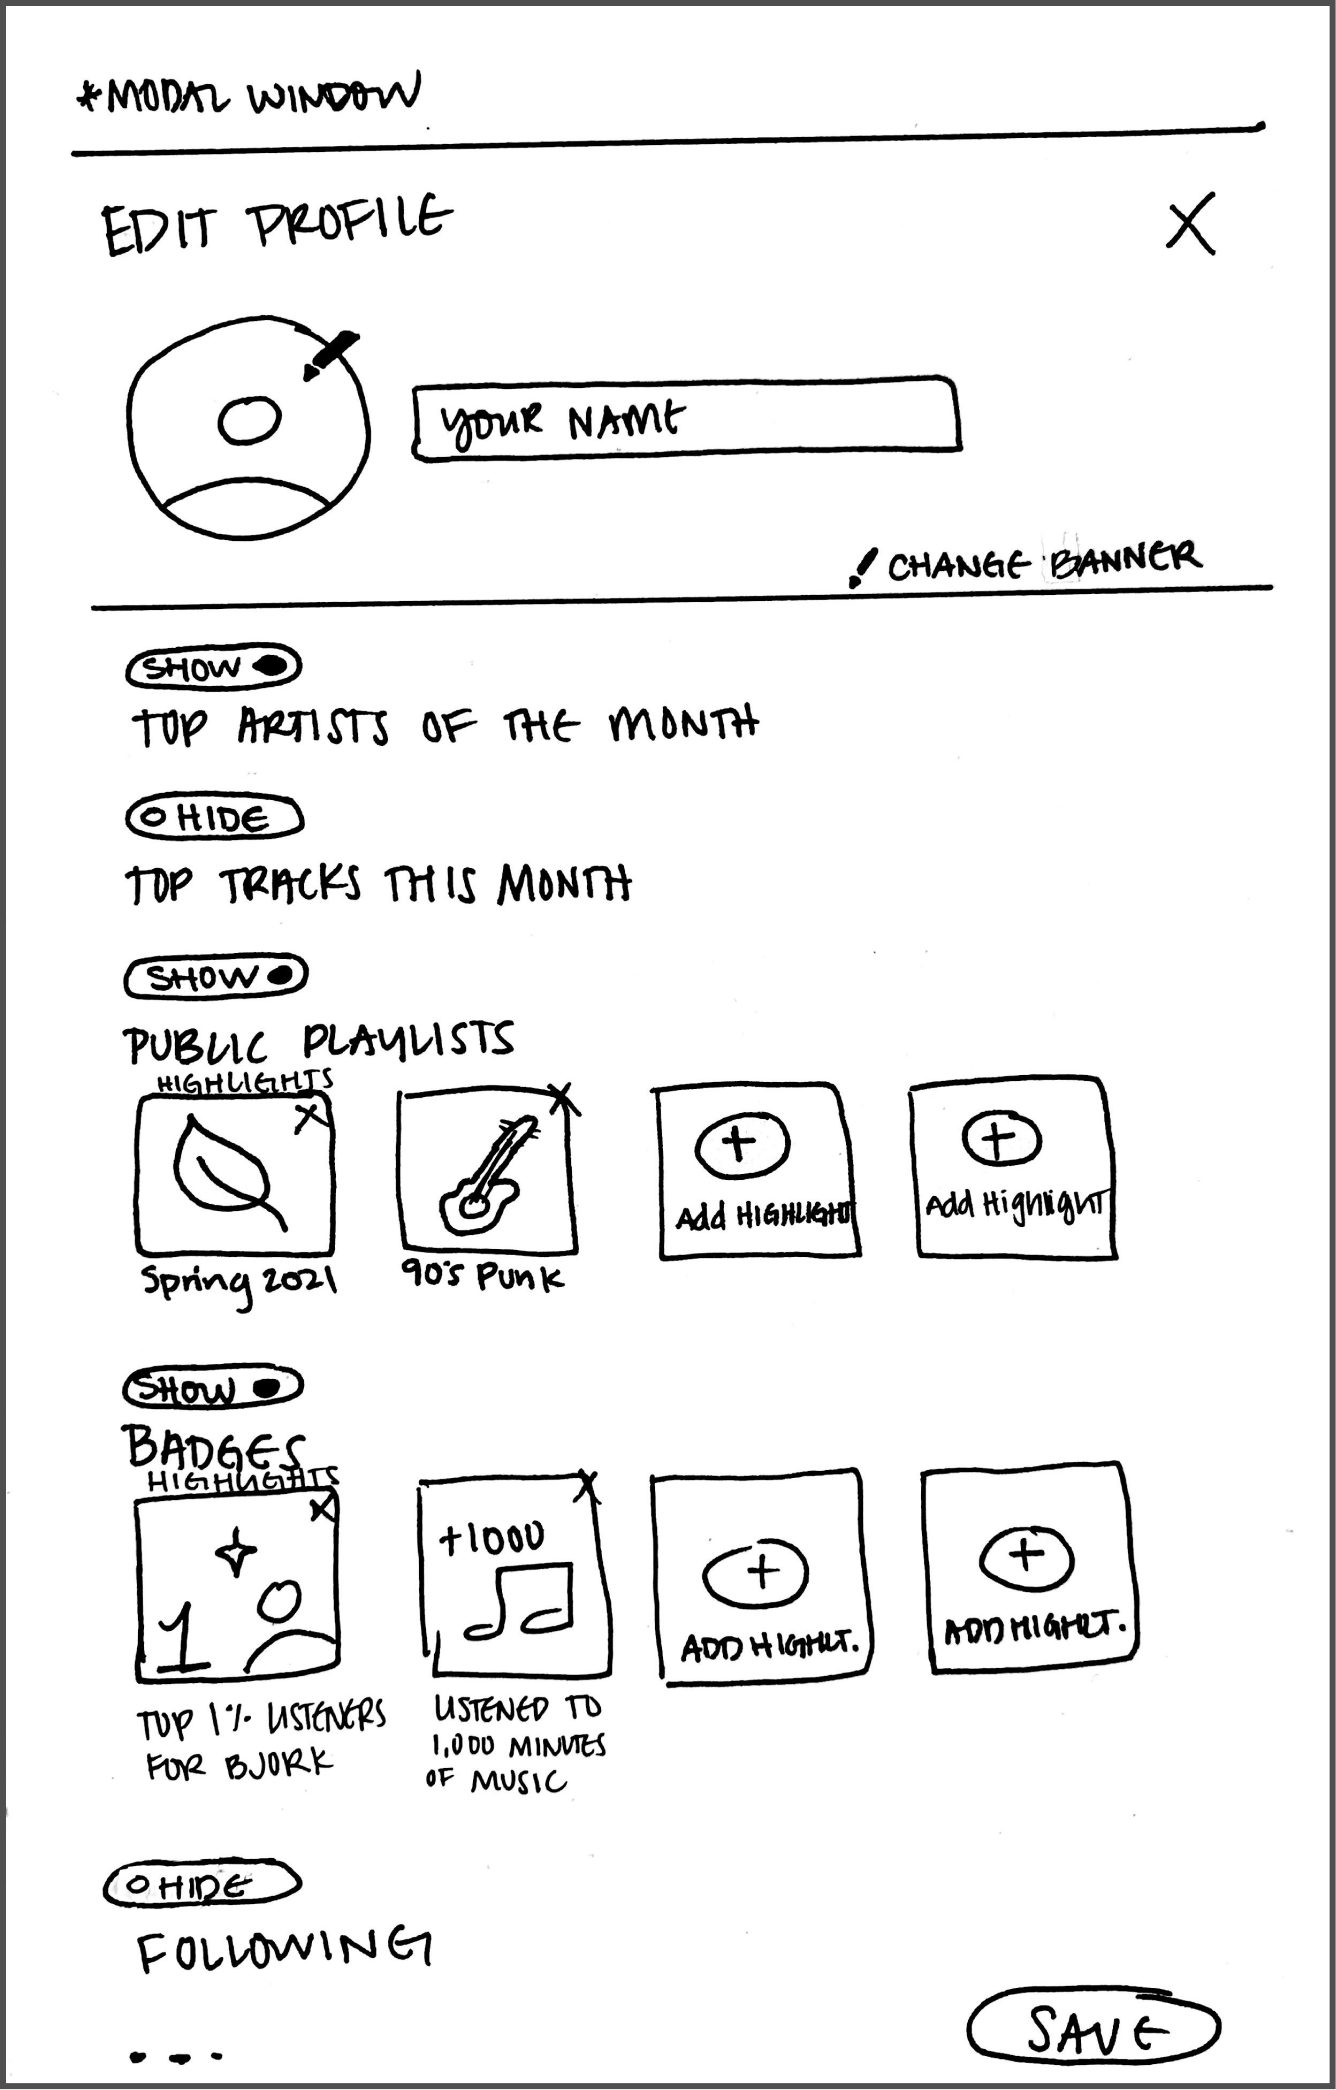 *MODAL WINDOW
EDIT PROFILE X
YOUR NAME
CHANGE BANNER
SHOW
TOP ARTISTS OF THE MONTH
HIDE
TOP TRACKS THIS MONTH
SHOW
PUBLIC PLAYLISTS
HIGHLIGHTS
X X + +
Add HIGHLIGHT Add Highlight
Spring 2021 90's Punk
SHOW
BADGES
HIGHLIGHTS
X X
+1000
1 + +
ADD HIGHLT. ADD HIGHLT.
TOP 1% LISTENERS
FOR BJORK
LISTENED TO
1,000 MINUTES
OF MUSIC
HIDE
FOLLOWING
...
SAVE